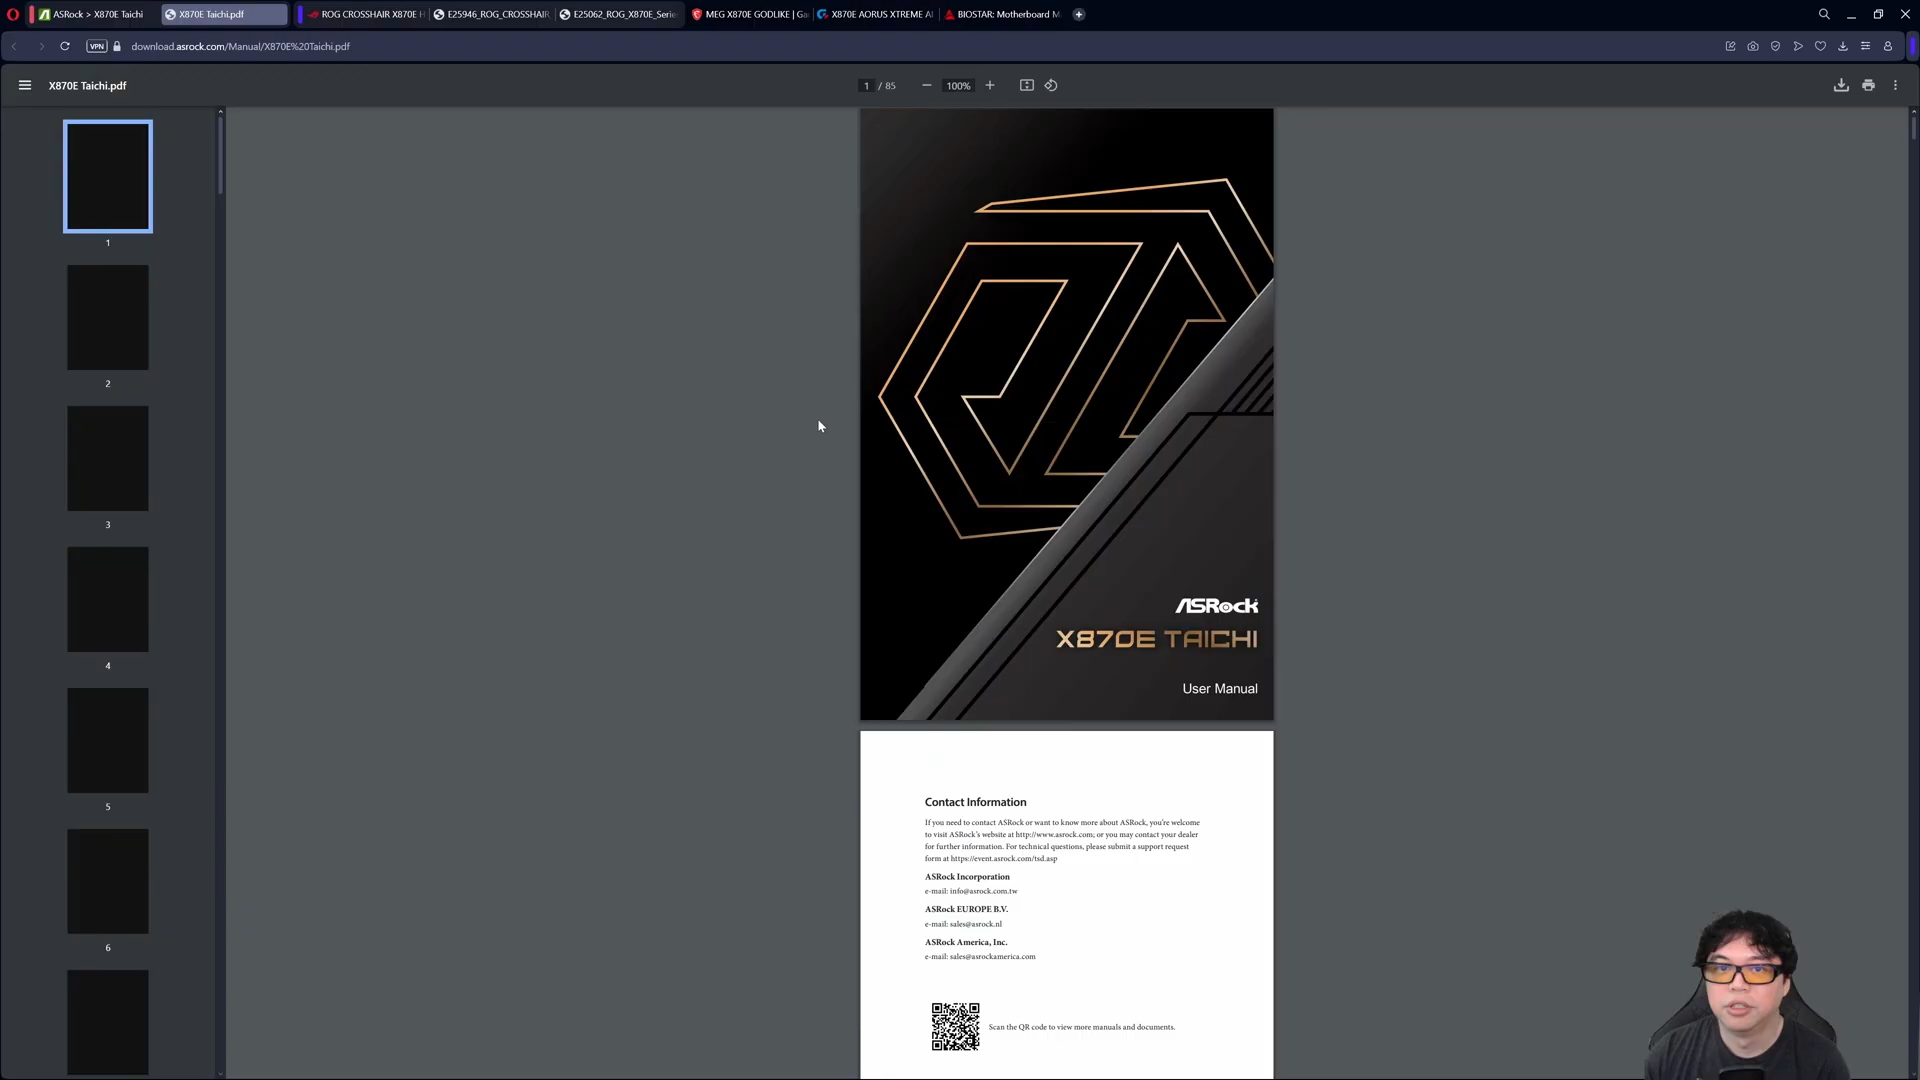 ASRock > X870E Taichi
X870E Taichi.pdf
ROG CROSSHAIR X870E H
E25946_ROG_CROSSHAIR
E25062_ROG_X870E_Serie
MEG X870E GODLIKE | Ga
X870E AORUS XTREME AI
BIOSTAR: Motherboard M
VPN
download.asrock.com/Manual/X870E%20Taichi.pdf
X870E Taichi.pdf
1 / 85
100%
1
2
3
4
5
6
ASRock
X870E TAICHI
User Manual
Contact Information
If you need to contact ASRock or want to know more about ASRock, you're welcome
to visit ASRock's website at http://www.asrock.com; or you may contact your dealer
for further information. For technical questions, please submit a support request
form at https://event.asrock.com/tsd.asp
ASRock Incorporation
e-mail: info@asrock.com.tw
ASRock EUROPE B.V.
e-mail: sales@asrock.nl
ASRock America, Inc.
e-mail: sales@asrockamerica.com
Scan the QR code to view more manuals and documents.